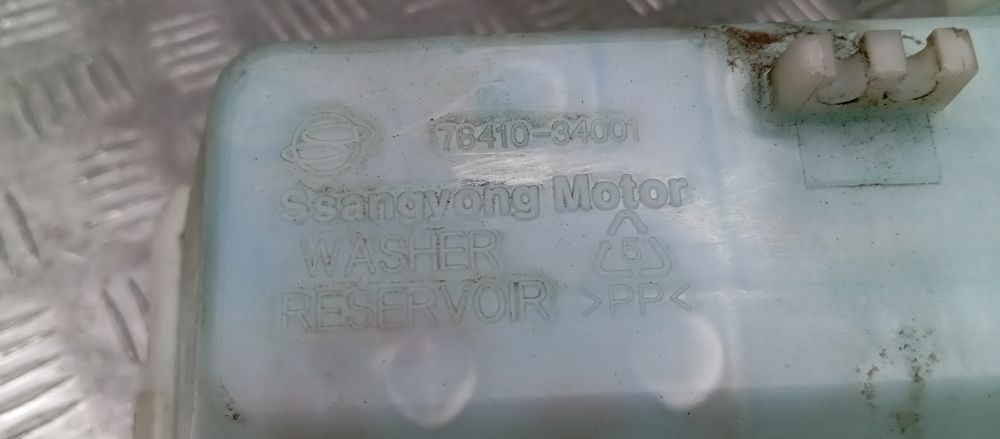 78410-34001
Ssangyong Motor
WASHER
RESERVOIR
5
>PP<